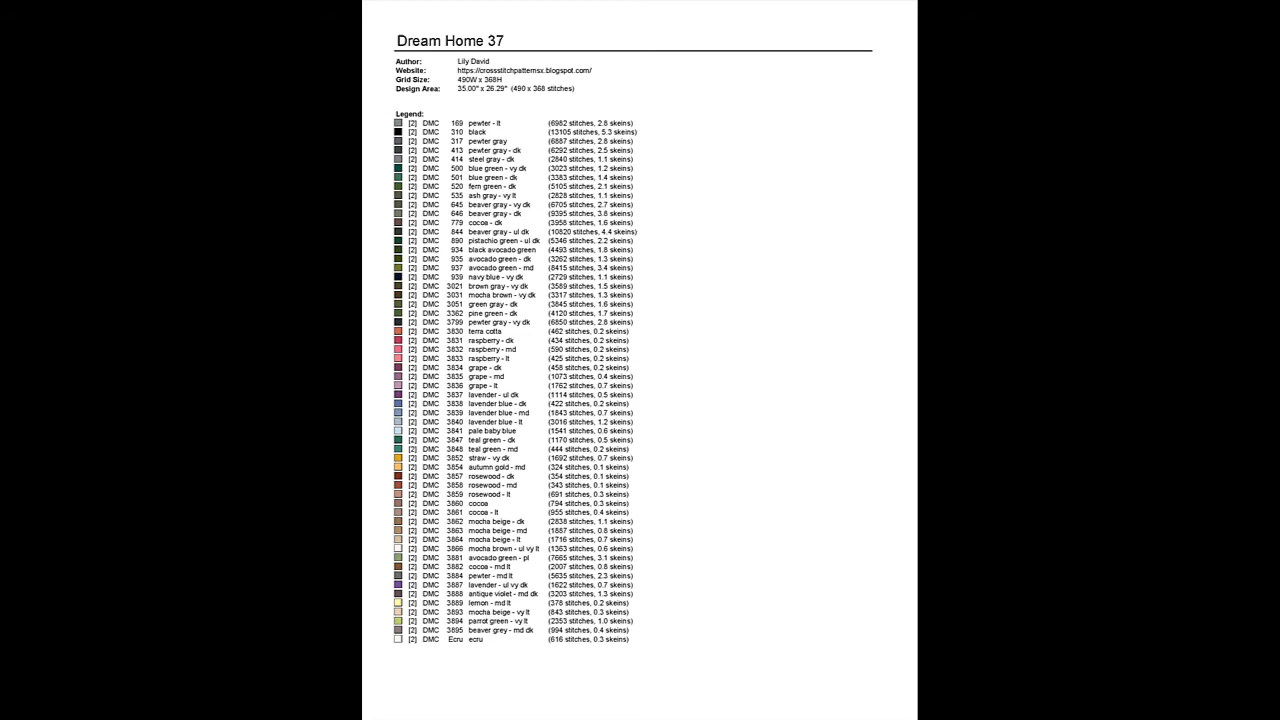 Dream Home 37
Author: Lily David
Website: https://crossstitchpatternsx.blogspot.com/
Grid Size: 490W x 368H
Design Area: 35.00" x 26.29" (490 x 368 stitches)
Legend:
[2] DMC 169 pewter - lt (6982 stitches, 2.8 skeins)
[2] DMC 310 black (13105 stitches, 5.3 skeins)
[2] DMC 317 pewter gray (6887 stitches, 2.8 skeins)
[2] DMC 413 pewter gray - dk (6292 stitches, 2.5 skeins)
[2] DMC 414 steel gray - dk (2840 stitches, 1.1 skeins)
[2] DMC 500 blue green - vy dk (3023 stitches, 1.2 skeins)
[2] DMC 501 blue green - dk (3383 stitches, 1.4 skeins)
[2] DMC 520 fern green - dk (5105 stitches, 2.1 skeins)
[2] DMC 535 ash gray - vy lt (2828 stitches, 1.1 skeins)
[2] DMC 645 beaver gray - vy dk (6705 stitches, 2.7 skeins)
[2] DMC 646 beaver gray - dk (9395 stitches, 3.8 skeins)
[2] DMC 779 cocoa - dk (3958 stitches, 1.6 skeins)
[2] DMC 844 beaver gray - ul dk (10820 stitches, 4.4 skeins)
[2] DMC 890 pistachio green - ul dk (5346 stitches, 2.2 skeins)
[2] DMC 934 black avocado green (4493 stitches, 1.8 skeins)
[2] DMC 935 avocado green - dk (3262 stitches, 1.3 skeins)
[2] DMC 937 avocado green - md (8415 stitches, 3.4 skeins)
[2] DMC 939 navy blue - vy dk (2729 stitches, 1.1 skeins)
[2] DMC 3021 brown gray - vy dk (3589 stitches, 1.5 skeins)
[2] DMC 3031 mocha brown - vy dk (3317 stitches, 1.3 skeins)
[2] DMC 3051 green gray - dk (3845 stitches, 1.6 skeins)
[2] DMC 3362 pine green - dk (4120 stitches, 1.7 skeins)
[2] DMC 3799 pewter gray - vy dk (6850 stitches, 2.8 skeins)
[2] DMC 3830 terra cotta (462 stitches, 0.2 skeins)
[2] DMC 3831 raspberry - dk (434 stitches, 0.2 skeins)
[2] DMC 3832 raspberry - md (590 stitches, 0.2 skeins)
[2] DMC 3833 raspberry - lt (425 stitches, 0.2 skeins)
[2] DMC 3834 grape - dk (458 stitches, 0.2 skeins)
[2] DMC 3835 grape - md (1073 stitches, 0.4 skeins)
[2] DMC 3836 grape - lt (1762 stitches, 0.7 skeins)
[2] DMC 3837 lavender - ul dk (1114 stitches, 0.5 skeins)
[2] DMC 3838 lavender blue - dk (422 stitches, 0.2 skeins)
[2] DMC 3839 lavender blue - md (1843 stitches, 0.7 skeins)
[2] DMC 3840 lavender blue - lt (3016 stitches, 1.2 skeins)
[2] DMC 3841 pale baby blue (1541 stitches, 0.6 skeins)
[2] DMC 3847 teal green - dk (1170 stitches, 0.5 skeins)
[2] DMC 3848 teal green - md (444 stitches, 0.2 skeins)
[2] DMC 3852 straw - vy dk (1692 stitches, 0.7 skeins)
[2] DMC 3854 autumn gold - md (324 stitches, 0.1 skeins)
[2] DMC 3857 rosewood - dk (354 stitches, 0.1 skeins)
[2] DMC 3858 rosewood - md (343 stitches, 0.1 skeins)
[2] DMC 3859 rosewood - lt (691 stitches, 0.3 skeins)
[2] DMC 3860 cocoa (794 stitches, 0.3 skeins)
[2] DMC 3861 cocoa - lt (955 stitches, 0.4 skeins)
[2] DMC 3862 mocha beige - dk (2838 stitches, 1.1 skeins)
[2] DMC 3863 mocha beige - md (1887 stitches, 0.8 skeins)
[2] DMC 3864 mocha beige - lt (1716 stitches, 0.7 skeins)
[2] DMC 3866 mocha brown - ul vy lt (1363 stitches, 0.6 skeins)
[2] DMC 3881 avocado green - pl (7665 stitches, 3.1 skeins)
[2] DMC 3882 cocoa - md lt (2007 stitches, 0.8 skeins)
[2] DMC 3884 pewter - md lt (5635 stitches, 2.3 skeins)
[2] DMC 3887 lavender - ul vy dk (1622 stitches, 0.7 skeins)
[2] DMC 3888 antique violet - md dk (3203 stitches, 1.3 skeins)
[2] DMC 3889 lemon - md lt (378 stitches, 0.2 skeins)
[2] DMC 3893 mocha beige - vy lt (843 stitches, 0.3 skeins)
[2] DMC 3894 parrot green - vy lt (2353 stitches, 1.0 skeins)
[2] DMC 3895 beaver grey - md dk (994 stitches, 0.4 skeins)
[2] DMC Ecru ecru (616 stitches, 0.3 skeins)